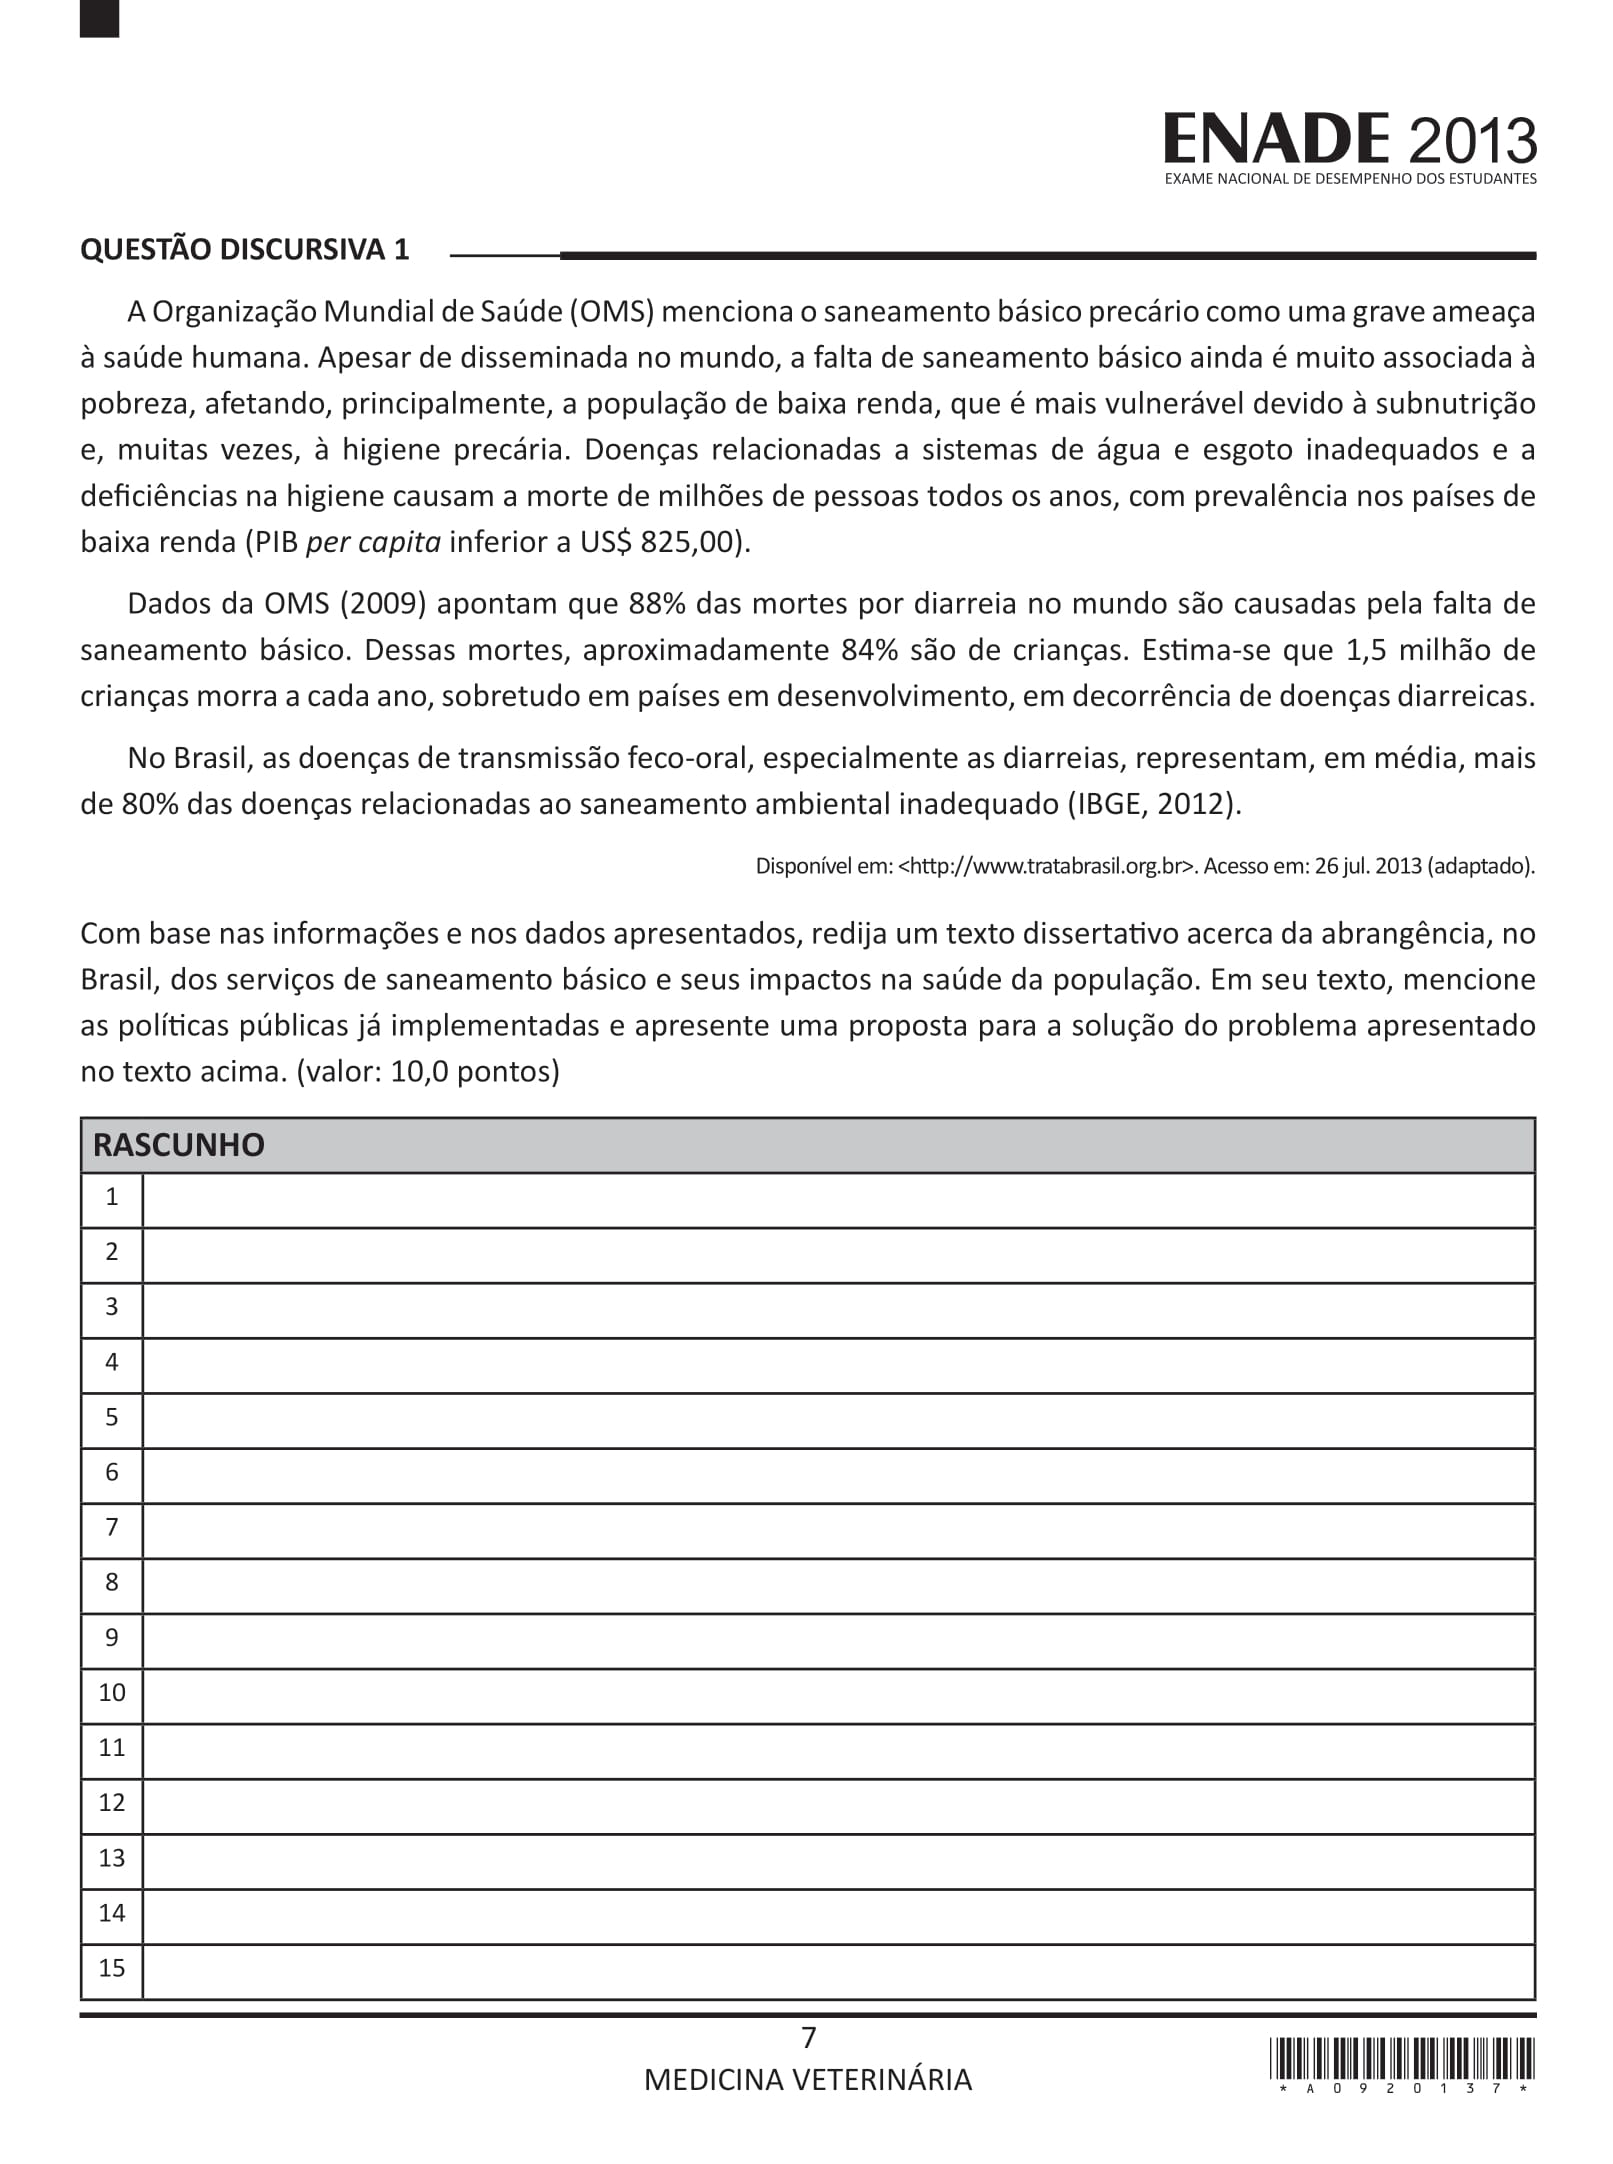 ENADE 2013
EXAME NACIONAL DE DESEMPENHO DOS ESTUDANTES
QUESTÃO DISCURSIVA 1
A Organização Mundial de Saúde (OMS) menciona o saneamento básico precário como uma grave ameaça
à saúde humana. Apesar de disseminada no mundo, a falta de saneamento básico ainda é muito associada à
pobreza, afetando, principalmente, a população de baixa renda, que é mais vulnerável devido à subnutrição
e, muitas vezes, à higiene precária. Doenças relacionadas a sistemas de água e esgoto inadequados e a
deficiências na higiene causam a morte de milhões de pessoas todos os anos, com prevalência nos países de
baixa renda (PIB per capita inferior a US$ 825,00).
Dados da OMS (2009) apontam que 88% das mortes por diarreia no mundo são causadas pela falta de
saneamento básico. Dessas mortes, aproximadamente 84% são de crianças. Estima-se que 1,5 milhão de
crianças morra a cada ano, sobretudo em países em desenvolvimento, em decorrência de doenças diarreicas.
No Brasil, as doenças de transmissão feco-oral, especialmente as diarreias, representam, em média, mais
de 80% das doenças relacionadas ao saneamento ambiental inadequado (IBGE, 2012).
Disponível em: <http://www.tratabrasil.org.br>. Acesso em: 26 jul. 2013 (adaptado).
Com base nas informações e nos dados apresentados, redija um texto dissertativo acerca da abrangência, no
Brasil, dos serviços de saneamento básico e seus impactos na saúde da população. Em seu texto, mencione
as políticas públicas já implementadas e apresente uma proposta para a solução do problema apresentado
no texto acima. (valor: 10,0 pontos)
RASCUNHO
1
2
3
4
5
6
7
8
9
10
11
12
13
14
15
7
MEDICINA VETERINÁRIA
*A0920137*